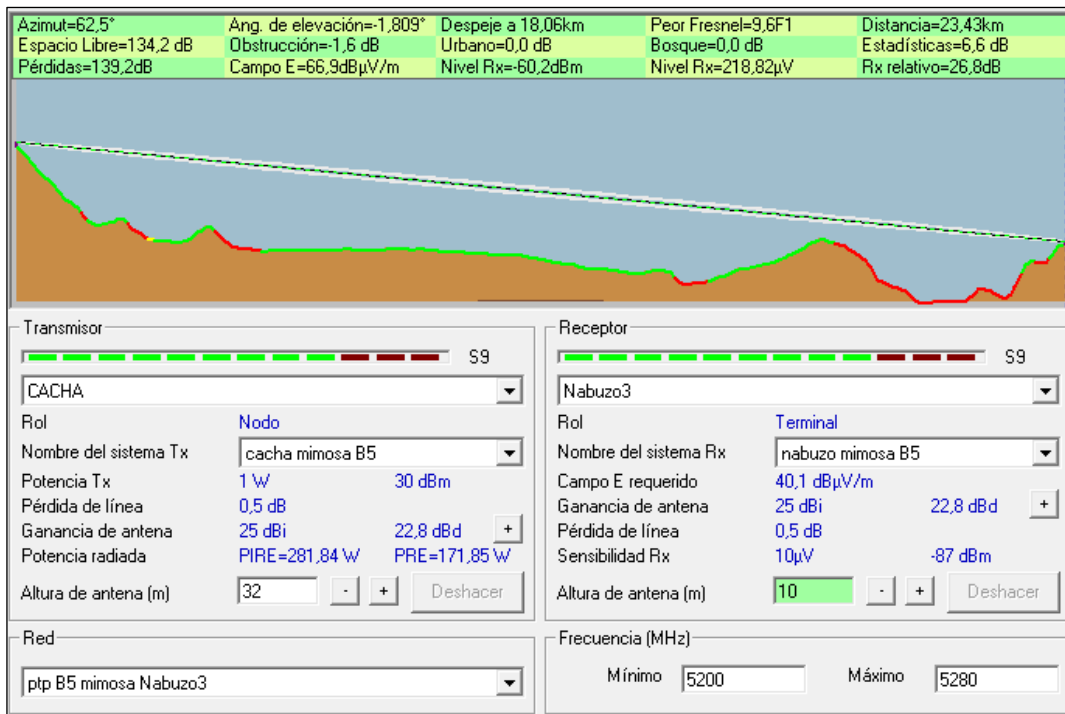 Azimut=62,5° Ang. de elevación=-1,809° Despeje a 18,06km Peor Fresnel=9,6F1 Distancia=23,43km
Espacio Libre=134,2 dB Obstrucción=-1,6 dB Urbano=0,0 dB Bosque=0,0 dB Estadísticas=6,6 dB
Pérdidas=139,2dB Campo E=66,9dBµV/m Nivel Rx=-60,2dBm Nivel Rx=218,82µV Rx relativo=26,8dB
Transmisor
S9
CACHA
Rol Nodo
Nombre del sistema Tx cacha mimosa B5
Potencia Tx 1 W 30 dBm
Pérdida de línea 0,5 dB
Ganancia de antena 25 dBi 22,8 dBd +
Potencia radiada PIRE=281,84 W PRE=171,85 W
Altura de antena (m) 32 - + Deshacer
Receptor
S9
Nabuzo3
Rol Terminal
Nombre del sistema Rx nabuzo mimosa B5
Campo E requerido 40,1 dBµV/m
Ganancia de antena 25 dBi 22,8 dBd +
Pérdida de línea 0,5 dB
Sensibilidad Rx 10µV -87 dBm
Altura de antena (m) 10 - + Deshacer
Red
ptp B5 mimosa Nabuzo3
Frecuencia (MHz)
Mínimo 5200 Máximo 5280